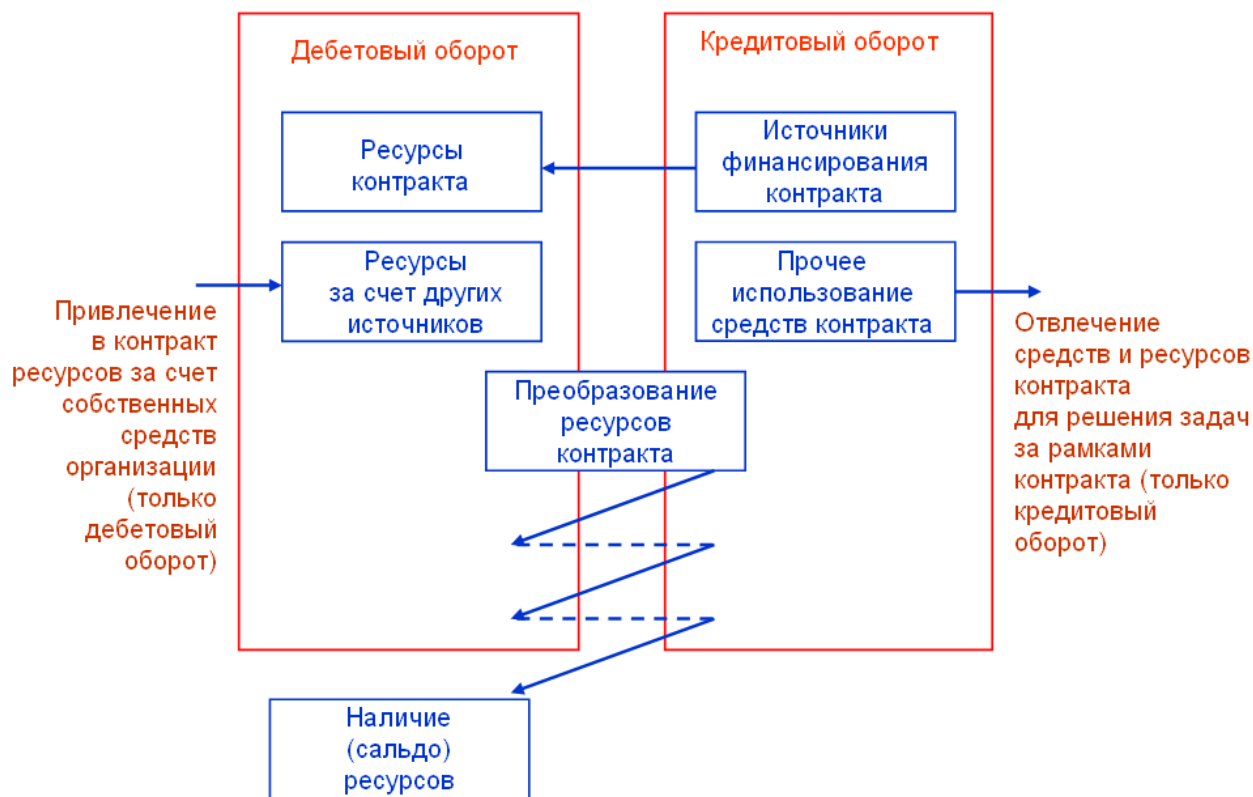 Дебетовый оборот
Кредитовый оборот
Ресурсы
контракта
Источники
финансирования
контракта
Ресурсы
за счет других
источников
Прочее
использование
средств контракта
Привлечение
в контракт
ресурсов за счет
собственных
средств
организации
(только
дебетовый
оборот)
Отвлечение
средств и ресурсов
контракта
для решения задач
за рамками
контракта (только
кредитовый
оборот)
Преобразование
ресурсов
контракта
Наличие
(сальдо)
ресурсов